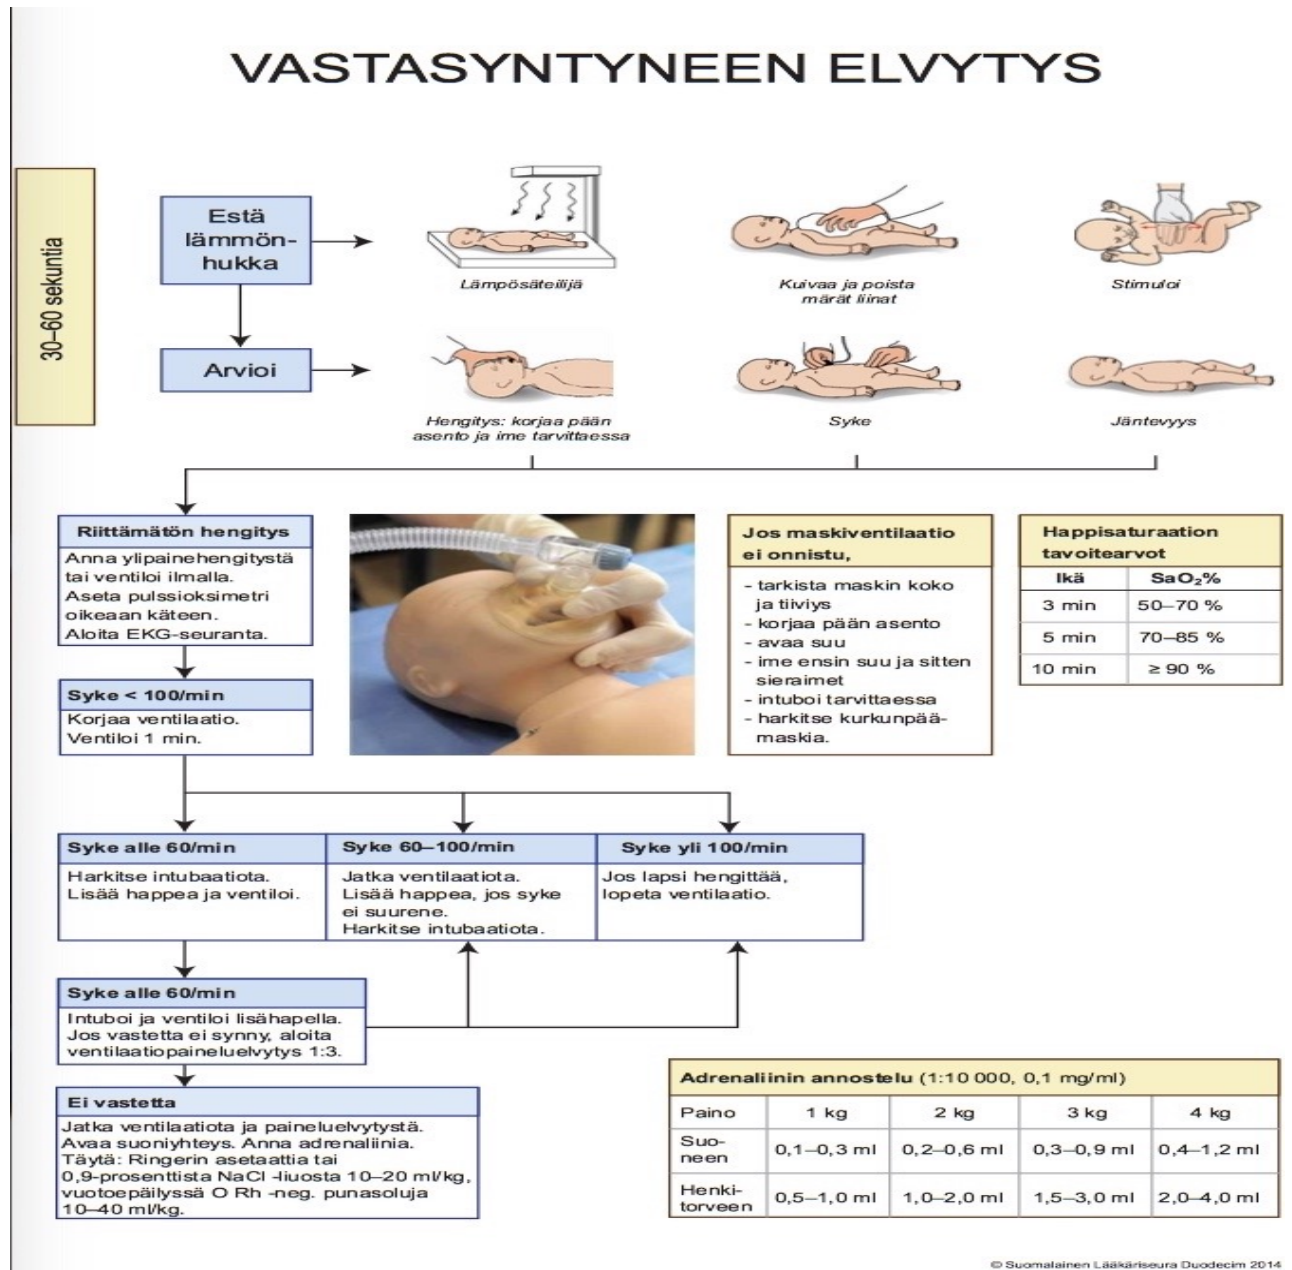 VASTASYNTYNEEN ELVYTYS
30–60 sekuntia
Estä
lämmön-
hukka
Lämpösäteilijä
Kuivaa ja poista
märät liinat
Stimuloi
Arvioi
Hengitys: korjaa pään
asento ja ime tarvittaessa
Syke
Jäntevyys
Riittämätön hengitys
Anna ylipainehengitystä
tai ventiloi ilmalla.
Aseta pulssioksimetri
oikeaan käteen.
Aloita EKG-seuranta.
Syke < 100/min
Korjaa ventilaatio.
Ventiloi 1 min.
Jos maskiventilaatio
ei onnistu,
- tarkista maskin koko
ja tiiviys
- korjaa pään asento
- avaa suu
- ime ensin suu ja sitten
sieraimet
- intuboi tarvittaessa
- harkitse kurkunpää-
maskia.
Happisaturaation
tavoitearvot
Ikä SaO₂%
3 min 50–70 %
5 min 70–85 %
10 min ≥ 90 %
Syke alle 60/min
Harkitse intubaatiota.
Lisää happea ja ventiloi.
Syke 60–100/min
Jatka ventilaatiota.
Lisää happea, jos syke
ei suurene.
Harkitse intubaatiota.
Syke yli 100/min
Jos lapsi hengittää,
lopeta ventilaatio.
Syke alle 60/min
Intuboi ja ventiloi lisähapella.
Jos vastetta ei synny, aloita
ventilaatiopaineluelvytys 1:3.
Ei vastetta
Jatka ventilaatiota ja paineluelvytystä.
Avaa suoniyhteys. Anna adrenaliinia.
Täytä: Ringerin asetaattia tai
0,9-prosenttista NaCl -liuosta 10–20 ml/kg,
vuotoepäilyssä O Rh -neg. punasoluja
10–40 ml/kg.
Adrenaliinin annostelu (1:10 000, 0,1 mg/ml)
Paino 1 kg 2 kg 3 kg 4 kg
Suo-
neen 0,1–0,3 ml 0,2–0,6 ml 0,3–0,9 ml 0,4–1,2 ml
Henki-
torveen 0,5–1,0 ml 1,0–2,0 ml 1,5–3,0 ml 2,0–4,0 ml
© Suomalainen Lääkäriseura Duodecim 2014